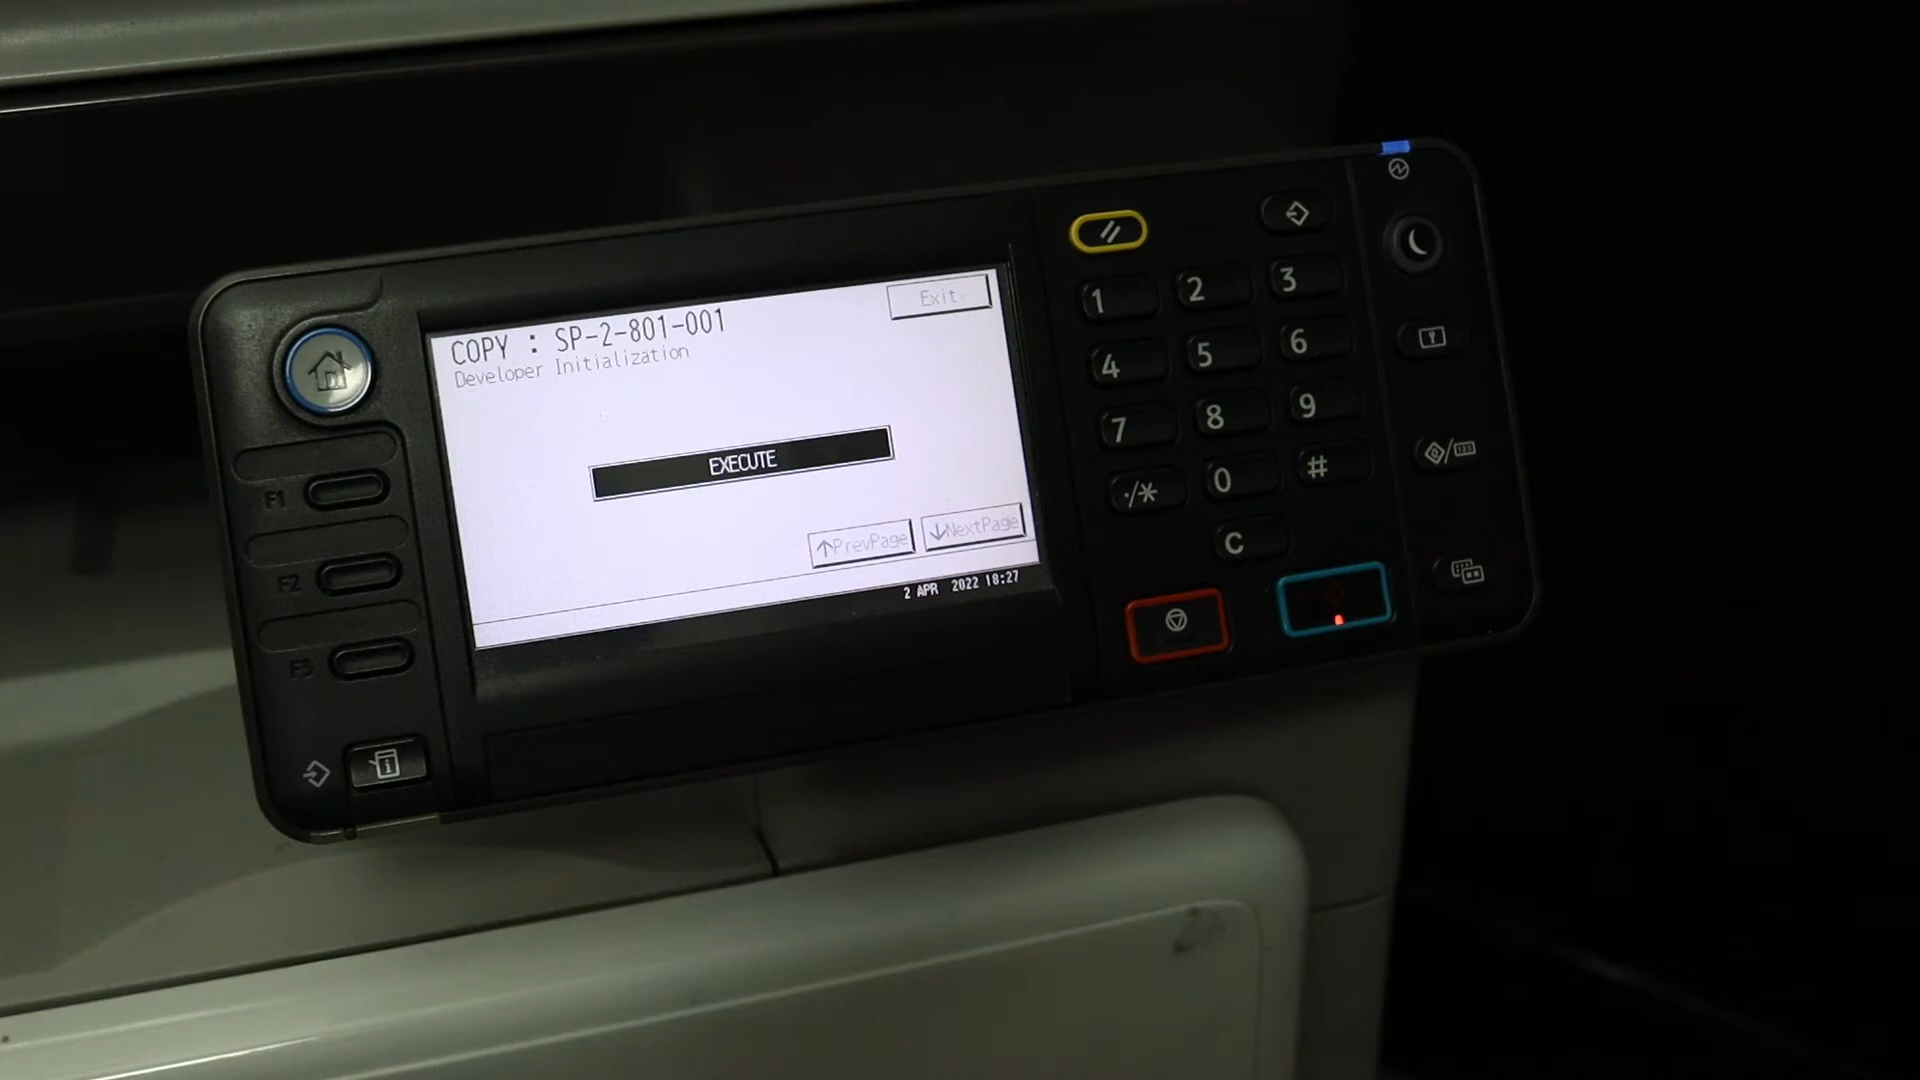 Exit
COPY : SP-2-801-001
Developer Initialization
EXECUTE
↑PrevPage ↓NextPage
2 APR 2022 18:27
F1
F2
F3
1 2 3
4 5 6
7 8 9
·/* 0 #
C